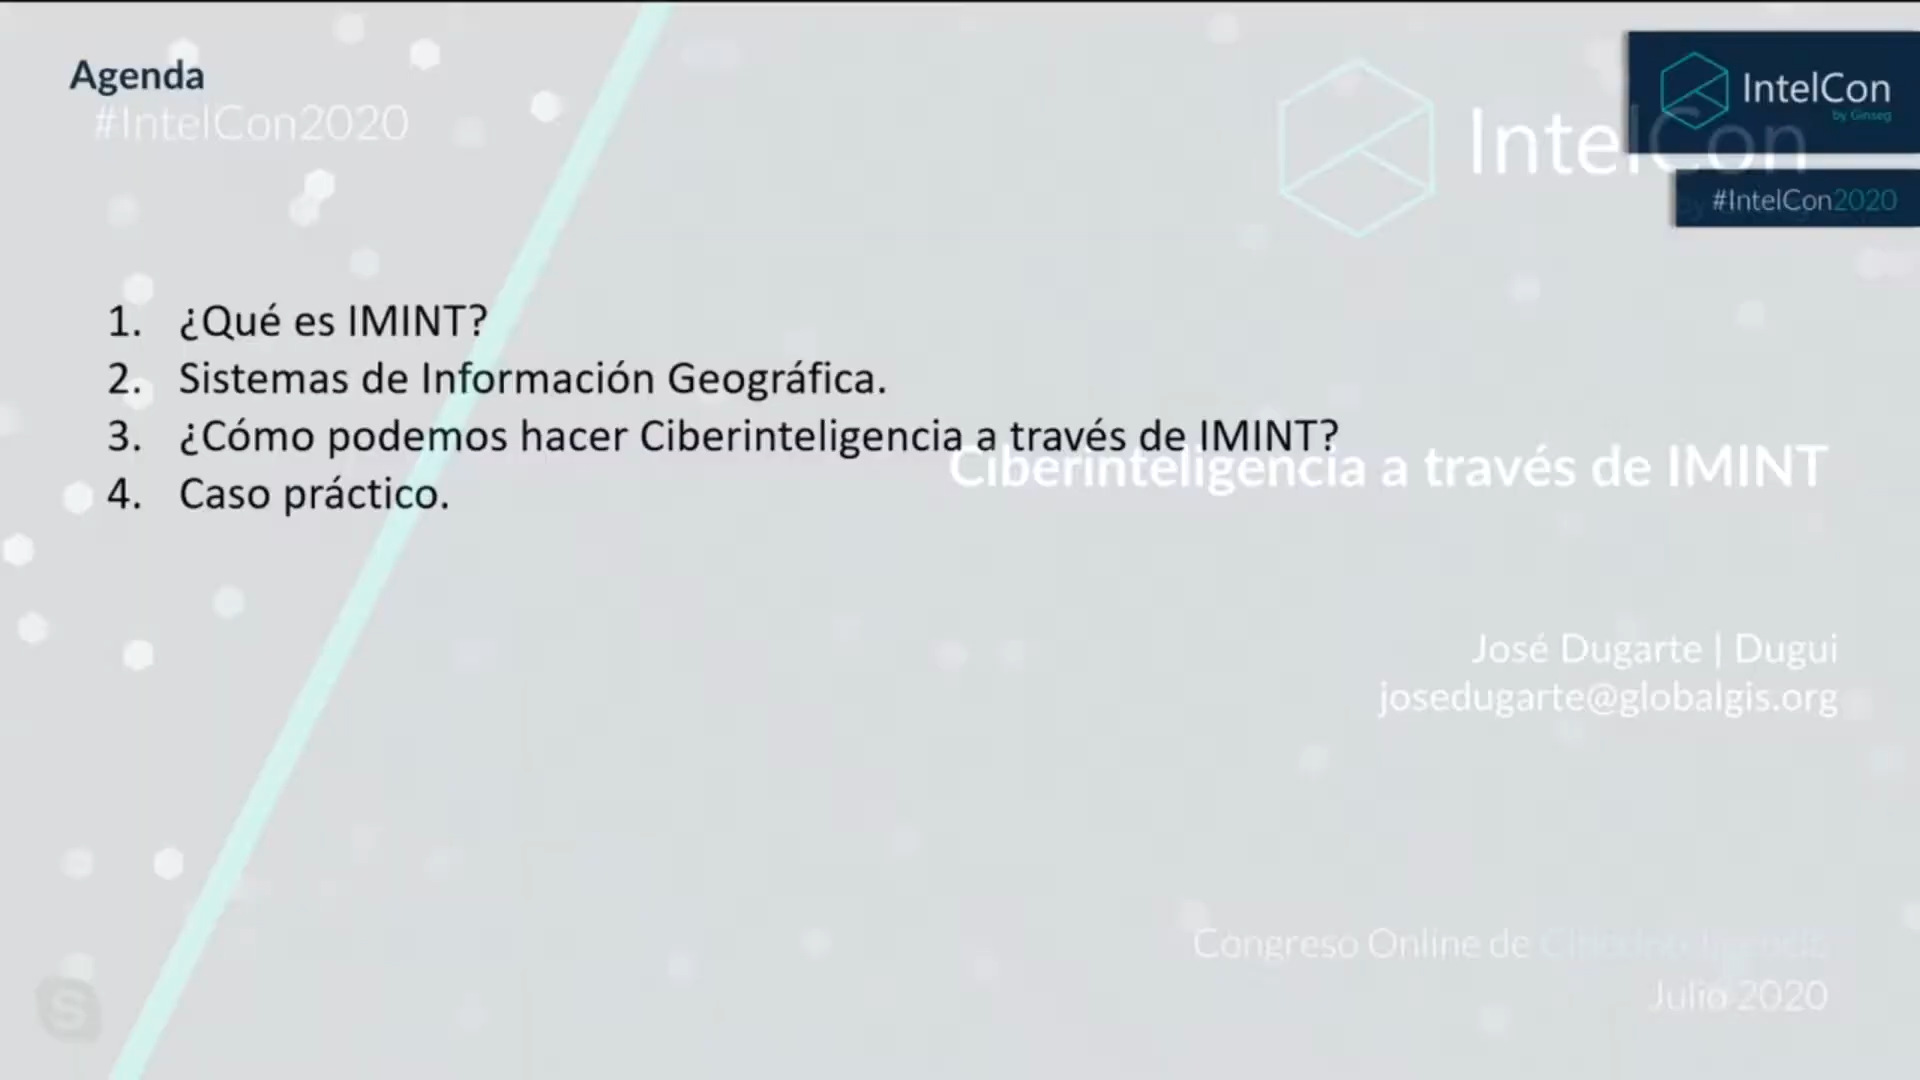 Agenda
#IntelCon2020
IntelCon
IntelCon
by Ginseg
#IntelCon2020
1. ¿Qué es IMINT?
2. Sistemas de Información Geográfica.
3. ¿Cómo podemos hacer Ciberinteligencia a través de IMINT?
Ciberinteligencia a través de IMINT
4. Caso práctico.
José Dugarte | Dugui
josedugarte@globalgis.org
Congreso Online de
Julio 2020